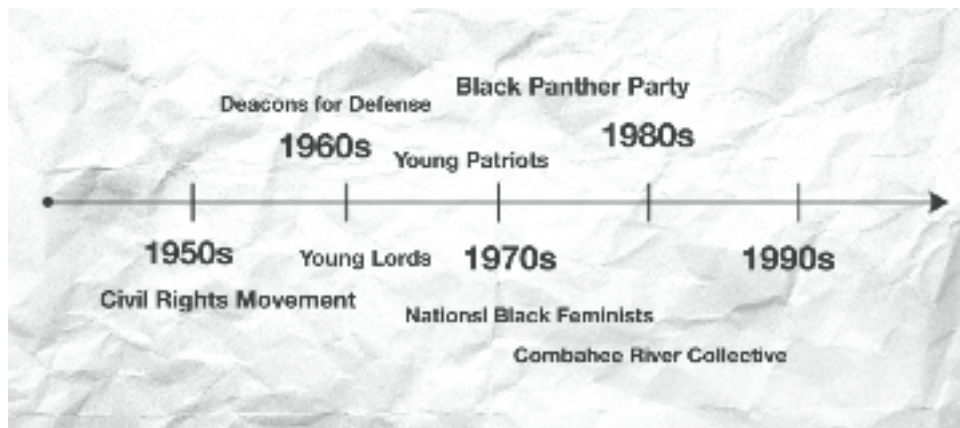 Black Panther Party
Deacons for Defense
1980s
1960s
Young Patriots
1950s
Young Lords
1970s
1990s
Civil Rights Movement
Nationsl Black Feminists
Combahee River Collective